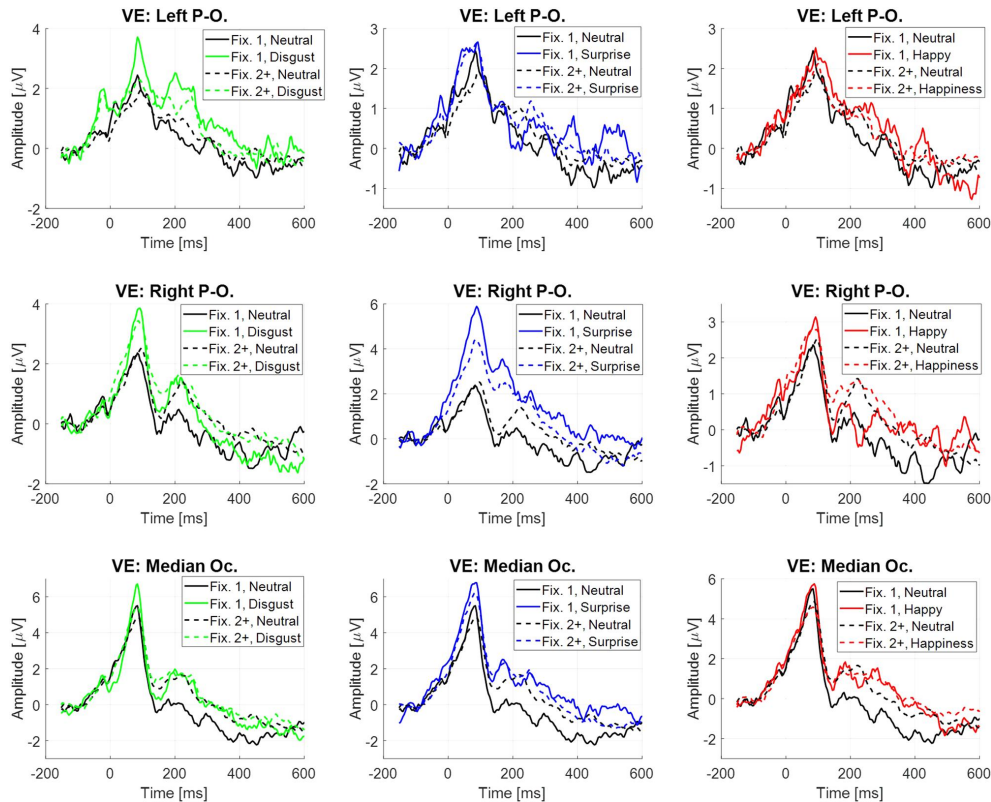 VE: Left P-O.
4
2
0
-2
Amplitude [µV]
Fix. 1, Neutral
Fix. 1, Disgust
Fix. 2+, Neutral
Fix. 2+, Disgust
-200 0 200 400 600
Time [ms]
VE: Left P-O.
3
1
-1
Amplitude [µV]
Fix. 1, Neutral
Fix. 1, Surprise
Fix. 2+, Neutral
Fix. 2+, Surprise
-200 0 200 400 600
Time [ms]
VE: Left P-O.
3
1
-1
Amplitude [µV]
Fix. 1, Neutral
Fix. 1, Happy
Fix. 2+, Neutral
Fix. 2+, Happiness
-200 0 200 400 600
Time [ms]
VE: Right P-O.
4
2
0
-2
Amplitude [µV]
Fix. 1, Neutral
Fix. 1, Disgust
Fix. 2+, Neutral
Fix. 2+, Disgust
-200 0 200 400 600
Time [ms]
VE: Right P-O.
6
4
2
0
-2
Amplitude [µV]
Fix. 1, Neutral
Fix. 1, Surprise
Fix. 2+, Neutral
Fix. 2+, Surprise
-200 0 200 400 600
Time [ms]
VE: Right P-O.
3
2
1
0
-1
Amplitude [µV]
Fix. 1, Neutral
Fix. 1, Happy
Fix. 2+, Neutral
Fix. 2+, Happiness
-200 0 200 400 600
Time [ms]
VE: Median Oc.
6
4
2
0
-2
Amplitude [µV]
Fix. 1, Neutral
Fix. 1, Disgust
Fix. 2+, Neutral
Fix. 2+, Disgust
-200 0 200 400 600
Time [ms]
VE: Median Oc.
6
4
2
0
-2
Amplitude [µV]
Fix. 1, Neutral
Fix. 1, Surprise
Fix. 2+, Neutral
Fix. 2+, Surprise
-200 0 200 400 600
Time [ms]
VE: Median Oc.
6
4
2
0
-2
Amplitude [µV]
Fix. 1, Neutral
Fix. 1, Happy
Fix. 2+, Neutral
Fix. 2+, Happiness
-200 0 200 400 600
Time [ms]